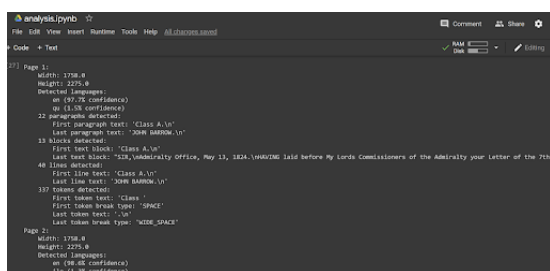 analysis.ipynb
Comment Share
File Edit View Insert Runtime Tools Help All changes saved
+ Code + Text RAM Disk Editing
[37] Page 1:
Width: 1758.0
Height: 2275.0
Detected languages:
en (97.7% confidence)
qu (1.5% confidence)
22 paragraphs detected:
First paragraph text: 'Class A.\n'
Last paragraph text: 'JOHN BARROW.\n'
13 blocks detected:
First text block: 'Class A.\n'
Last text block: "SIR,\nAdmiralty Office, May 13, 1824.\nHAVING laid before My Lords Commissioners of the Admiralty your Letter of the 7th
40 lines detected:
First line text: 'Class A.\n'
Last line text: 'JOHN BARROW.\n'
337 tokens detected:
First token text: 'Class '
First token break type: 'SPACE'
Last token text: '.\n'
Last token break type: 'WIDE_SPACE'
Page 2:
Width: 1758.0
Height: 2275.0
Detected languages:
en (90.6% confidence)